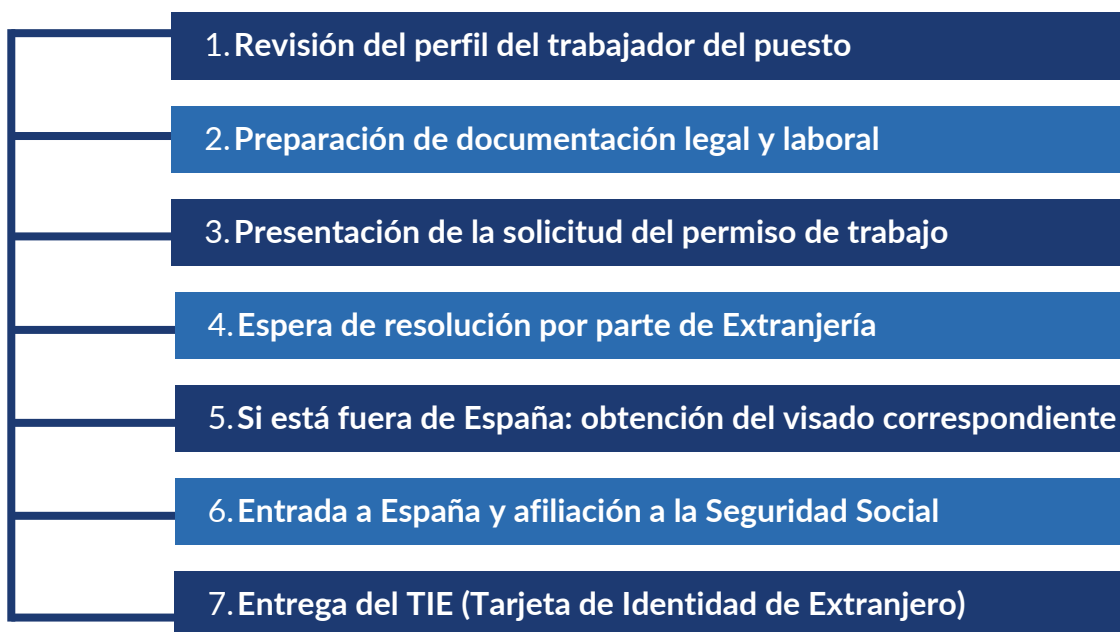 1. Revisión del perfil del trabajador del puesto
2. Preparación de documentación legal y laboral
3. Presentación de la solicitud del permiso de trabajo
4. Espera de resolución por parte de Extranjería
5. Si está fuera de España: obtención del visado correspondiente
6. Entrada a España y afiliación a la Seguridad Social
7. Entrega del TIE (Tarjeta de Identidad de Extranjero)